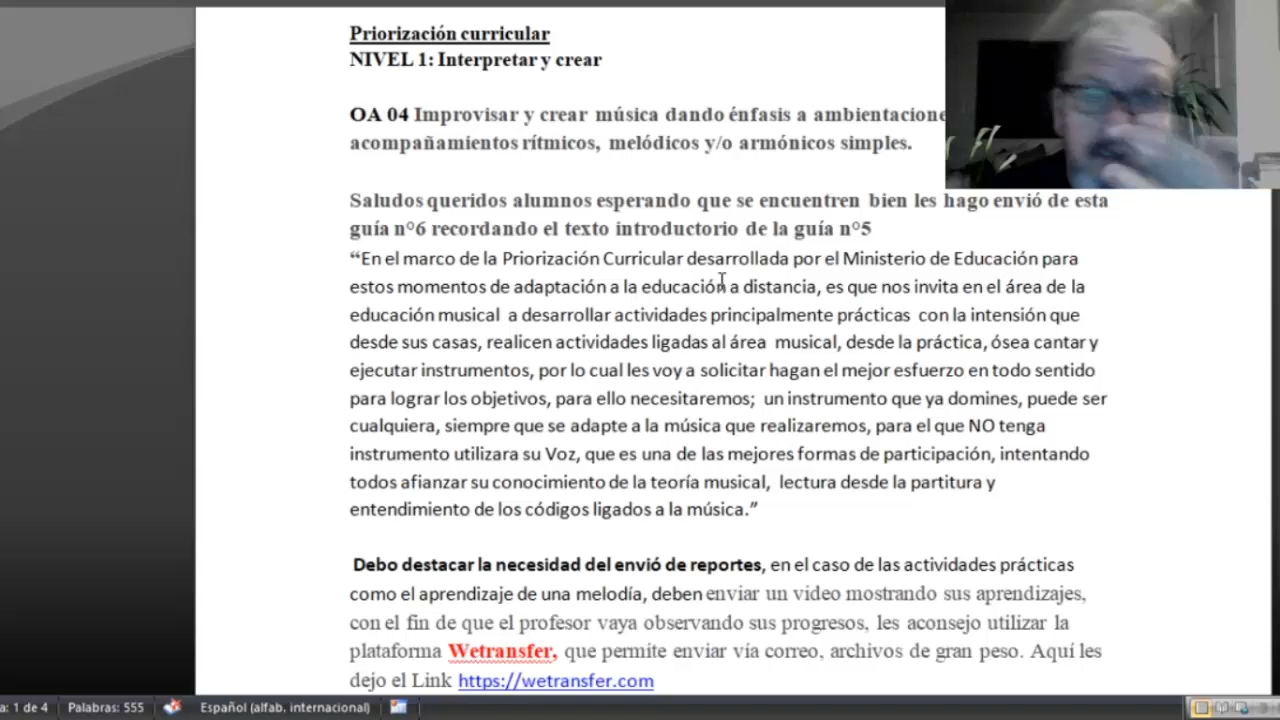 Priorización curricular
NIVEL 1: Interpretar y crear
OA 04 Improvisar y crear música dando énfasis a
acompañamientos rítmicos, melódicos y/o armónicos simples.
Saludos queridos alumnos esperando que se encuentren bien les hago envió de esta
guía n°6 recordando el texto introductorio de la guía n°5
“En el marco de la Priorización Curricular desarrollada por el Ministerio de Educación para
estos momentos de adaptación a la educación a distancia, es que nos invita en el área de la
educación musical a desarrollar actividades principalmente prácticas con la intensión que
desde sus casas, realicen actividades ligadas al área musical, desde la práctica, ósea cantar y
ejecutar instrumentos, por lo cual les voy a solicitar hagan el mejor esfuerzo en todo sentido
para lograr los objetivos, para ello necesitaremos; un instrumento que ya domines, puede ser
cualquiera, siempre que se adapte a la música que realizaremos, para el que NO tenga
instrumento utilizara su Voz, que es una de las mejores formas de participación, intentando
todos afianzar su conocimiento de la teoría musical, lectura desde la partitura y
entendimiento de los códigos ligados a la música.”
Debo destacar la necesidad del envió de reportes, en el caso de las actividades prácticas
como el aprendizaje de una melodía, deben enviar un video mostrando sus aprendizajes,
con el fin de que el profesor vaya observando sus progresos, les aconsejo utilizar la
plataforma Wetransfer, que permite enviar vía correo, archivos de gran peso. Aquí les
dejo el Link https://wetransfer.com
a: 1 de 4 Palabras: 555 Español (alfab. internacional)